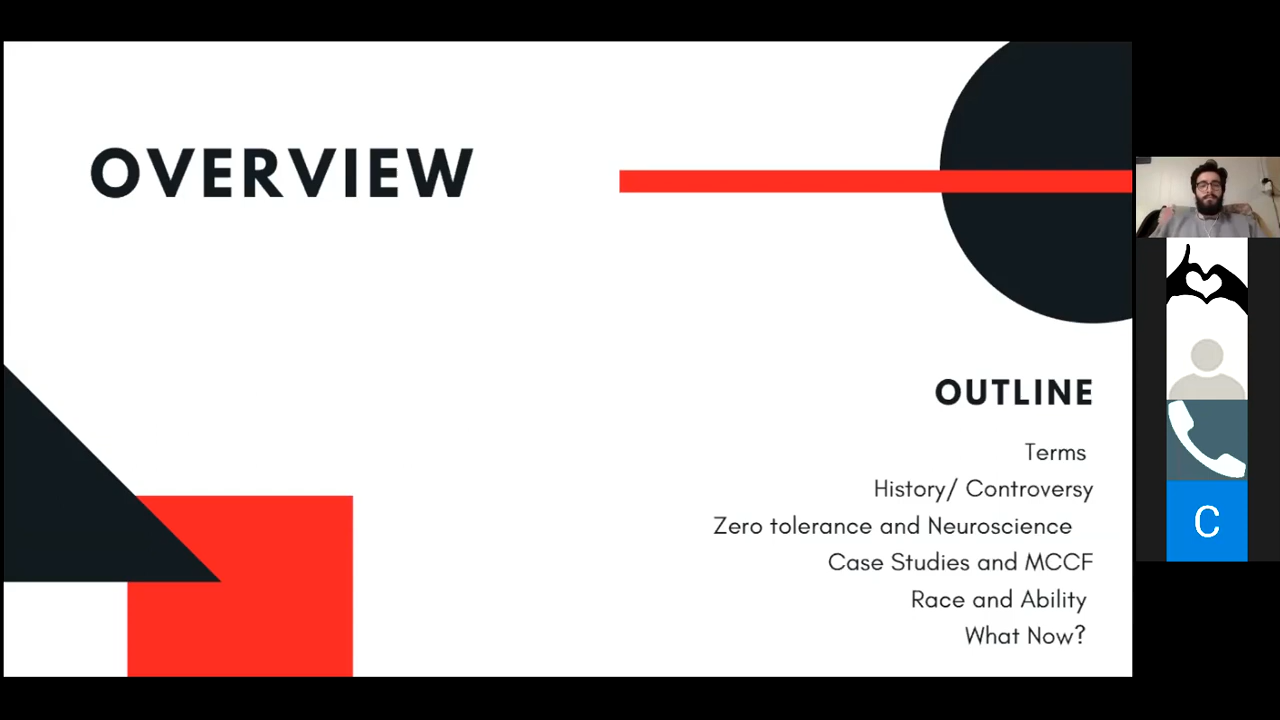 OVERVIEW
OUTLINE
Terms
History/ Controversy
Zero tolerance and Neuroscience
Case Studies and MCCF
Race and Ability
What Now?
C